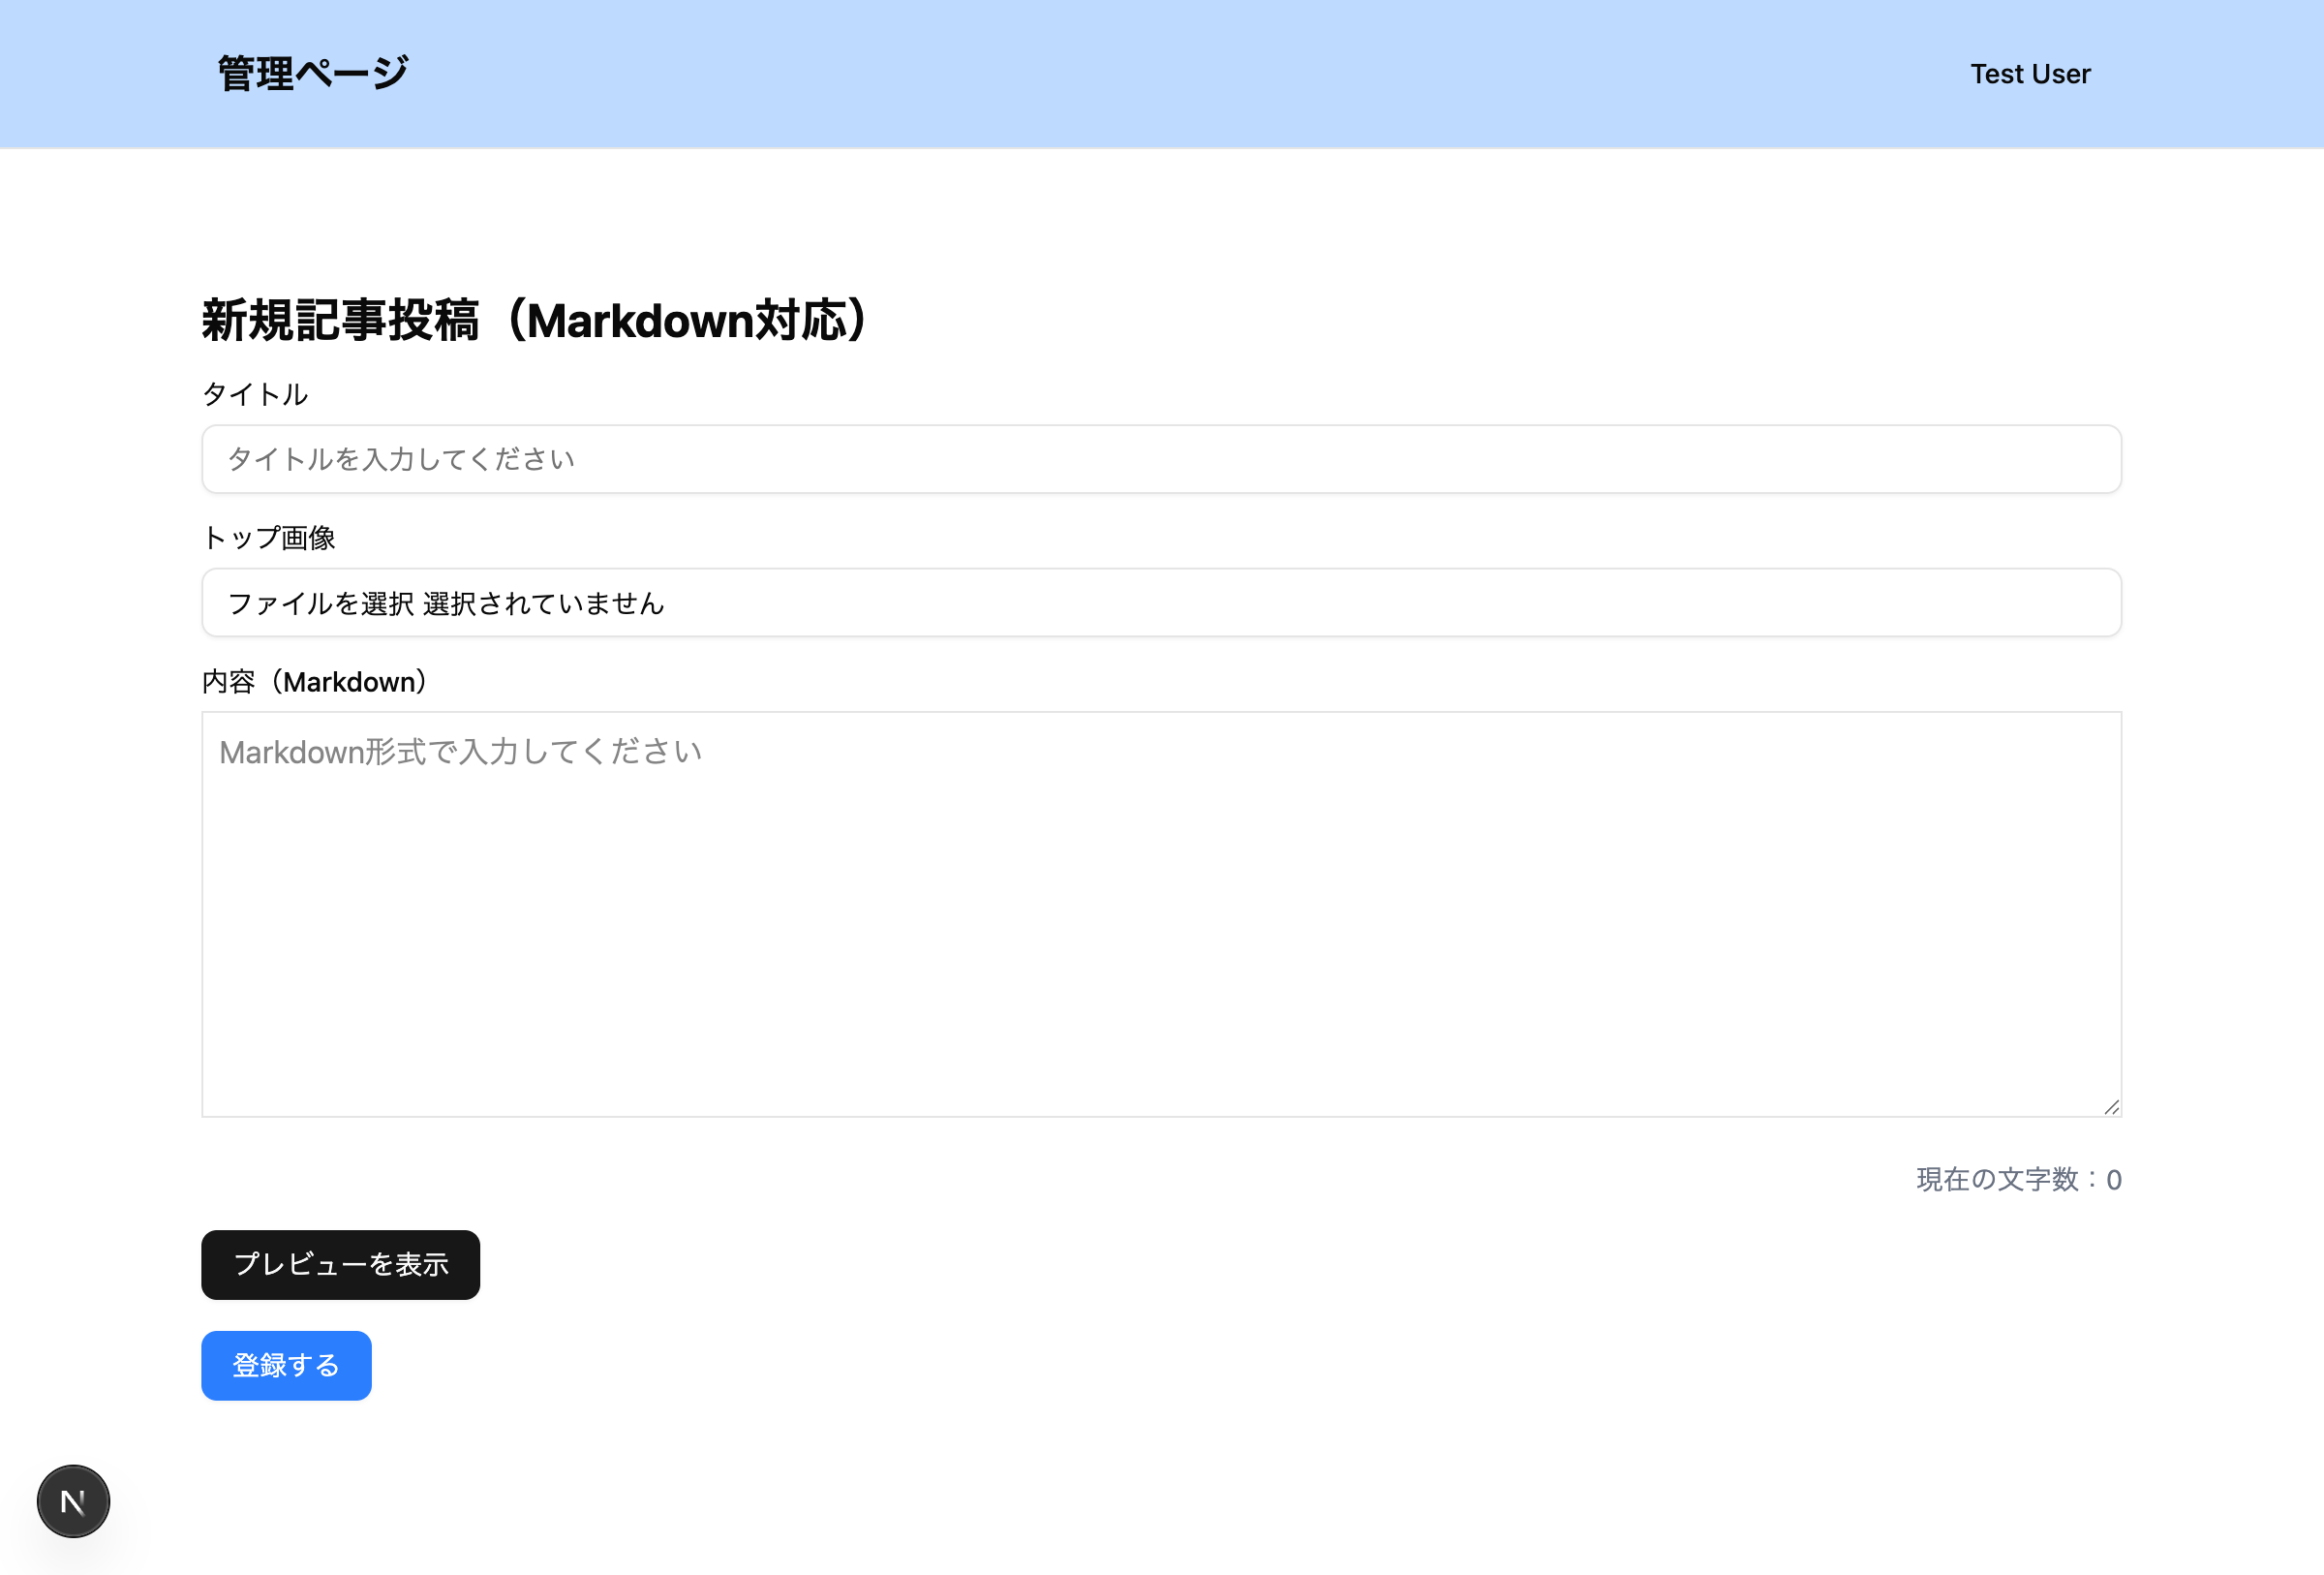 管理ページ
Test User
新規記事投稿（Markdown対応）
タイトル
タイトルを入力してください
トップ画像
ファイルを選択 選択されていません
内容（Markdown）
Markdown形式で入力してください
現在の文字数：0
プレビューを表示
登録する
N